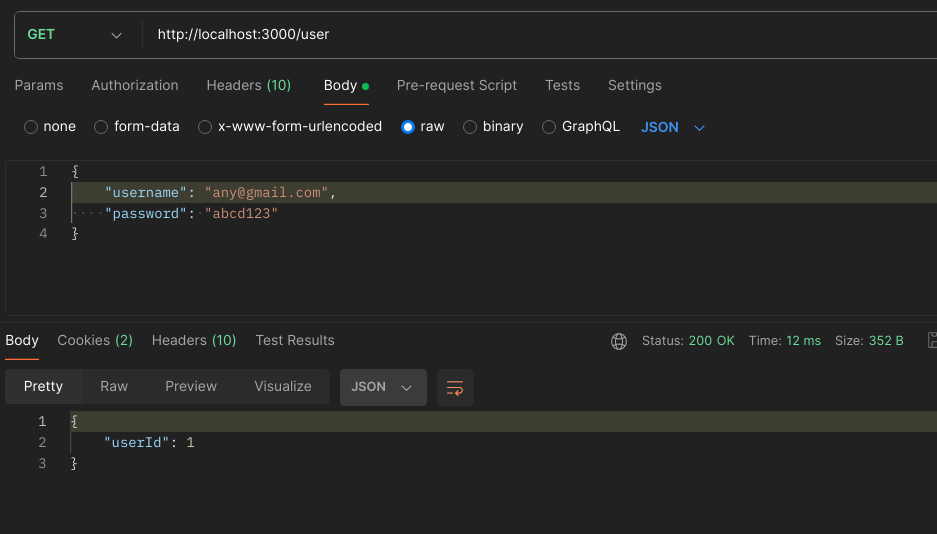 GET http://localhost:3000/user
Params Authorization Headers (10) Body Pre-request Script Tests Settings
none form-data x-www-form-urlencoded raw binary GraphQL JSON
1 {
2 "username": "any@gmail.com",
3 "password": "abcd123"
4 }
Body Cookies (2) Headers (10) Test Results Status: 200 OK Time: 12 ms Size: 352 B
Pretty Raw Preview Visualize JSON
1 {
2 "userId": 1
3 }